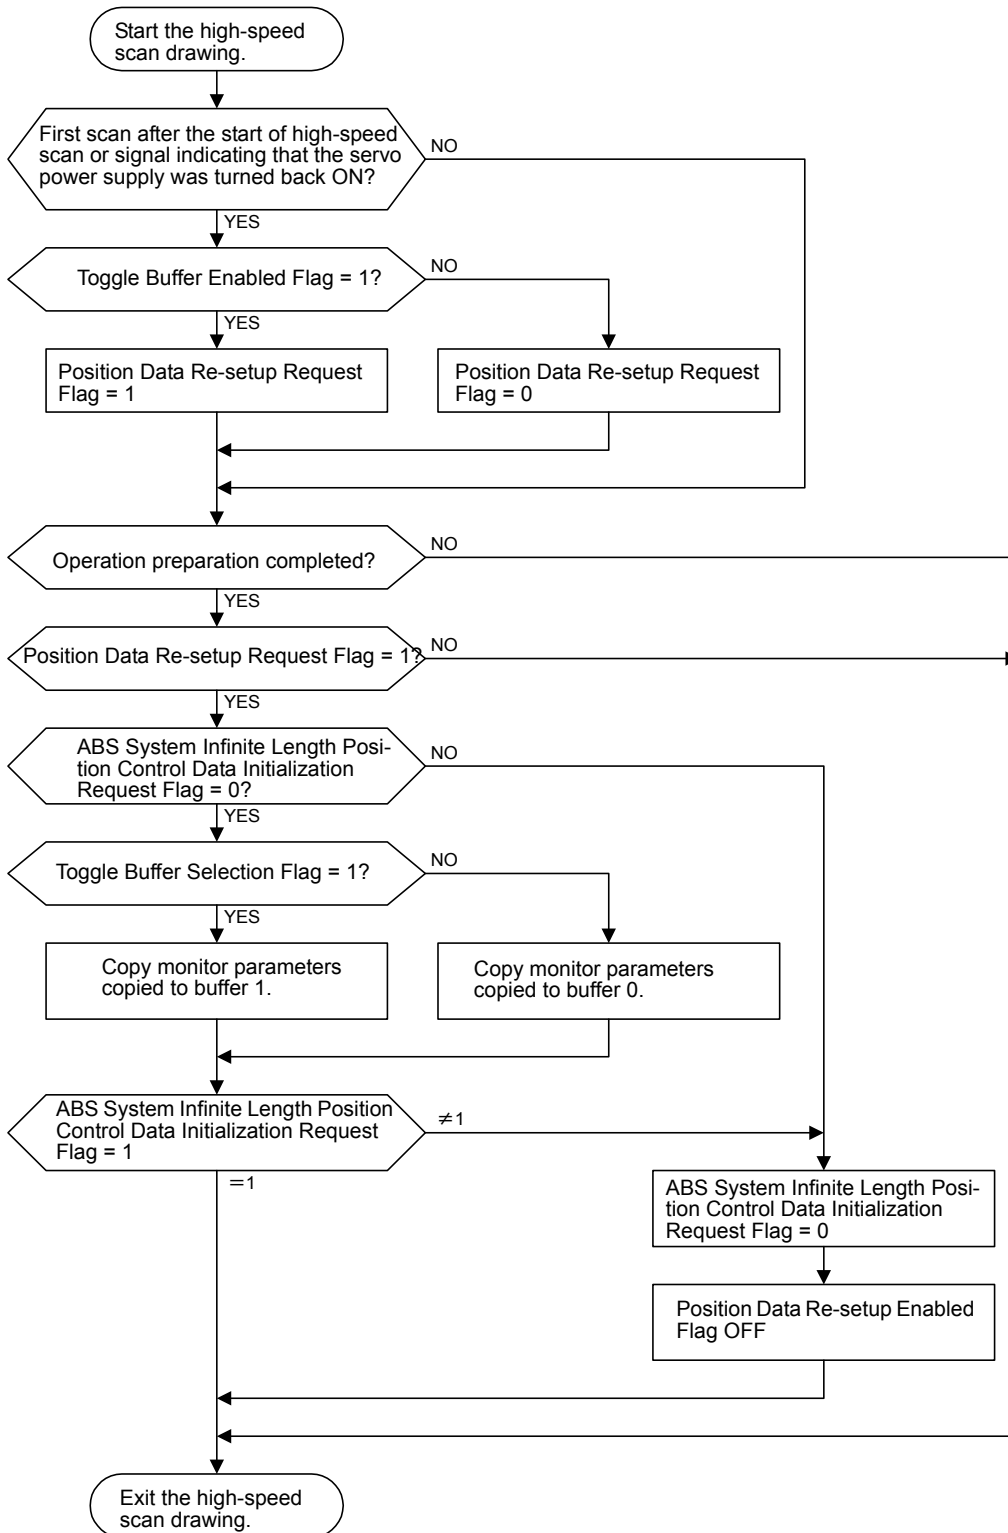 Start the high-speed
scan drawing.
First scan after the start of high-speed
scan or signal indicating that the servo
power supply was turned back ON?
NO
YES
Toggle Buffer Enabled Flag = 1?
NO
YES
Position Data Re-setup Request
Flag = 1
Position Data Re-setup Request
Flag = 0
Operation preparation completed?
NO
YES
Position Data Re-setup Request Flag = 1?
NO
YES
ABS System Infinite Length Posi-
tion Control Data Initialization
Request Flag = 0?
NO
YES
Toggle Buffer Selection Flag = 1?
NO
YES
Copy monitor parameters
copied to buffer 1.
Copy monitor parameters
copied to buffer 0.
ABS System Infinite Length Position
Control Data Initialization Request
Flag = 1
≠1
=1
ABS System Infinite Length Posi-
tion Control Data Initialization
Request Flag = 0
Position Data Re-setup Enabled
Flag OFF
Exit the high-speed
scan drawing.